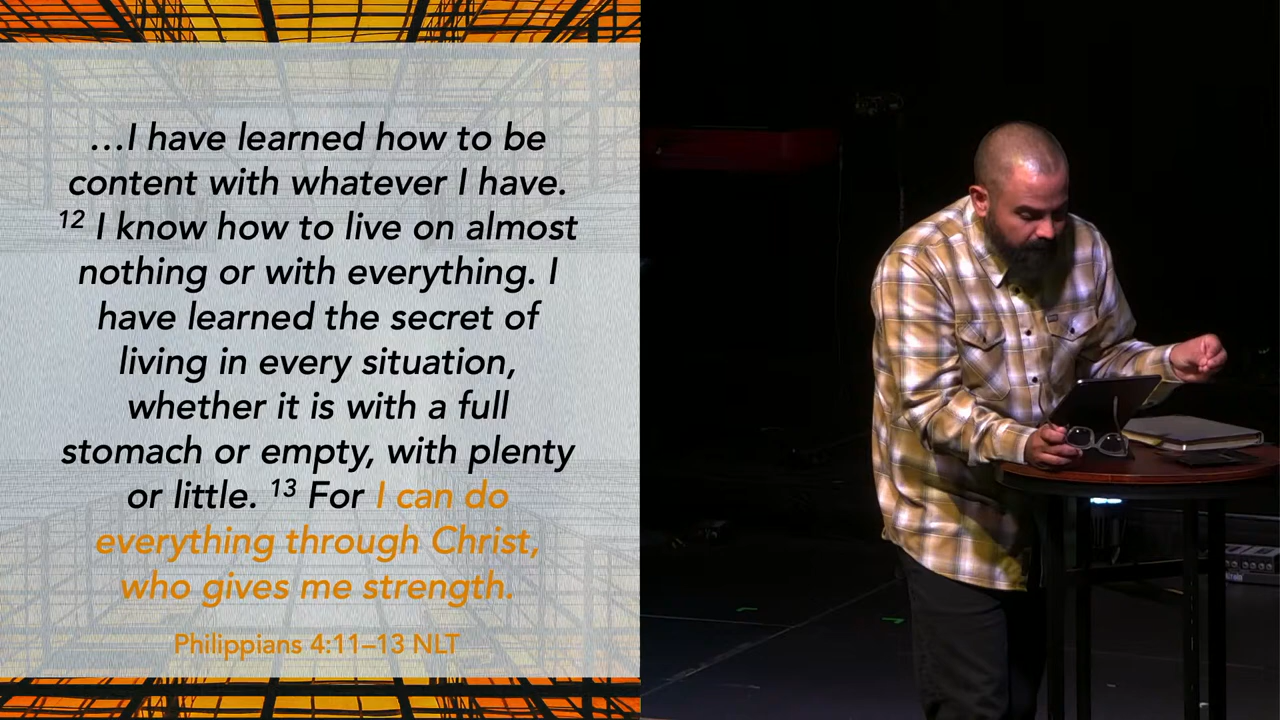 ...I have learned how to be
content with whatever I have.
¹² I know how to live on almost
nothing or with everything. I
have learned the secret of
living in every situation,
whether it is with a full
stomach or empty, with plenty
or little. ¹³ For I can do
everything through Christ,
who gives me strength.
Philippians 4:11–13 NLT